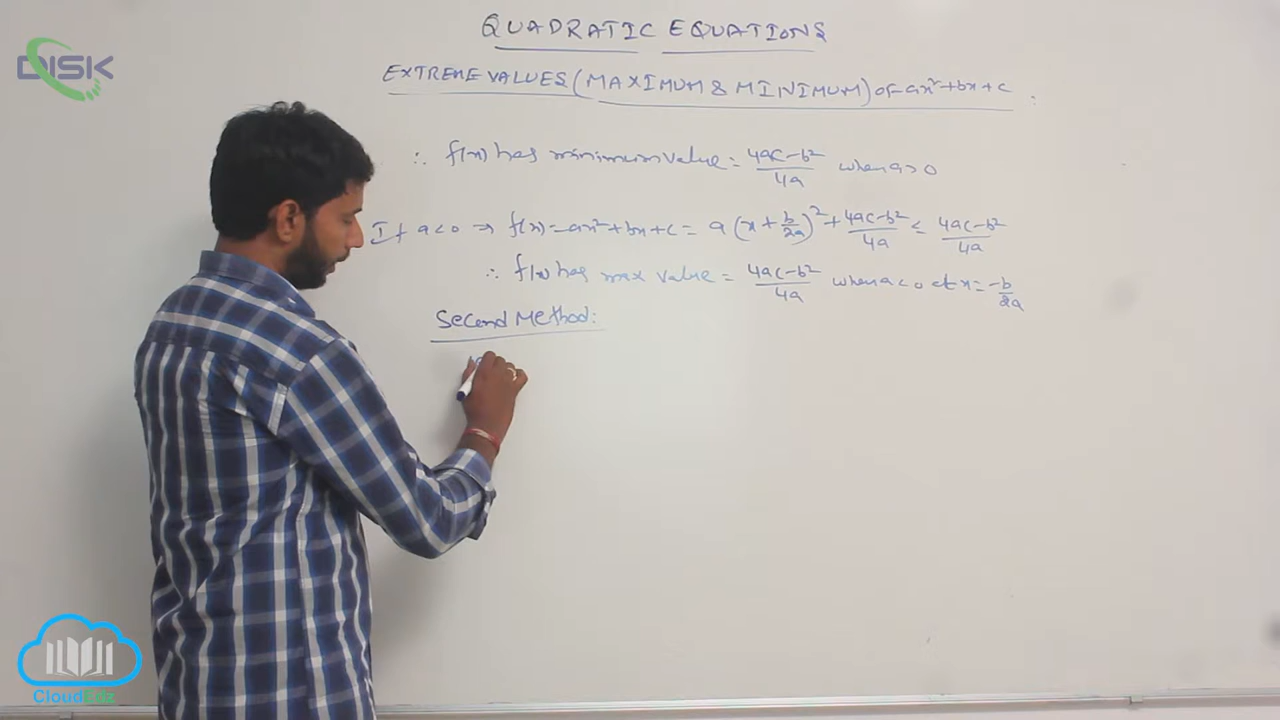 QUADRATIC EQUATIONS
DISK
EXTREME VALUES (MAXIMUM & MINIMUM) of ax²+bx+c
∴ f(x) has minimum value = (4ac-b²)/(4a) when a>0
If a<0 ⇒ f(x)=ax²+bx+c = a(x+b/2a)²+(4ac-b²)/(4a) ≤ (4ac-b²)/(4a)
∴ f(x) has max value = (4ac-b²)/(4a) when a<0 at x=-b/2a
Second Method:
CloudEdz